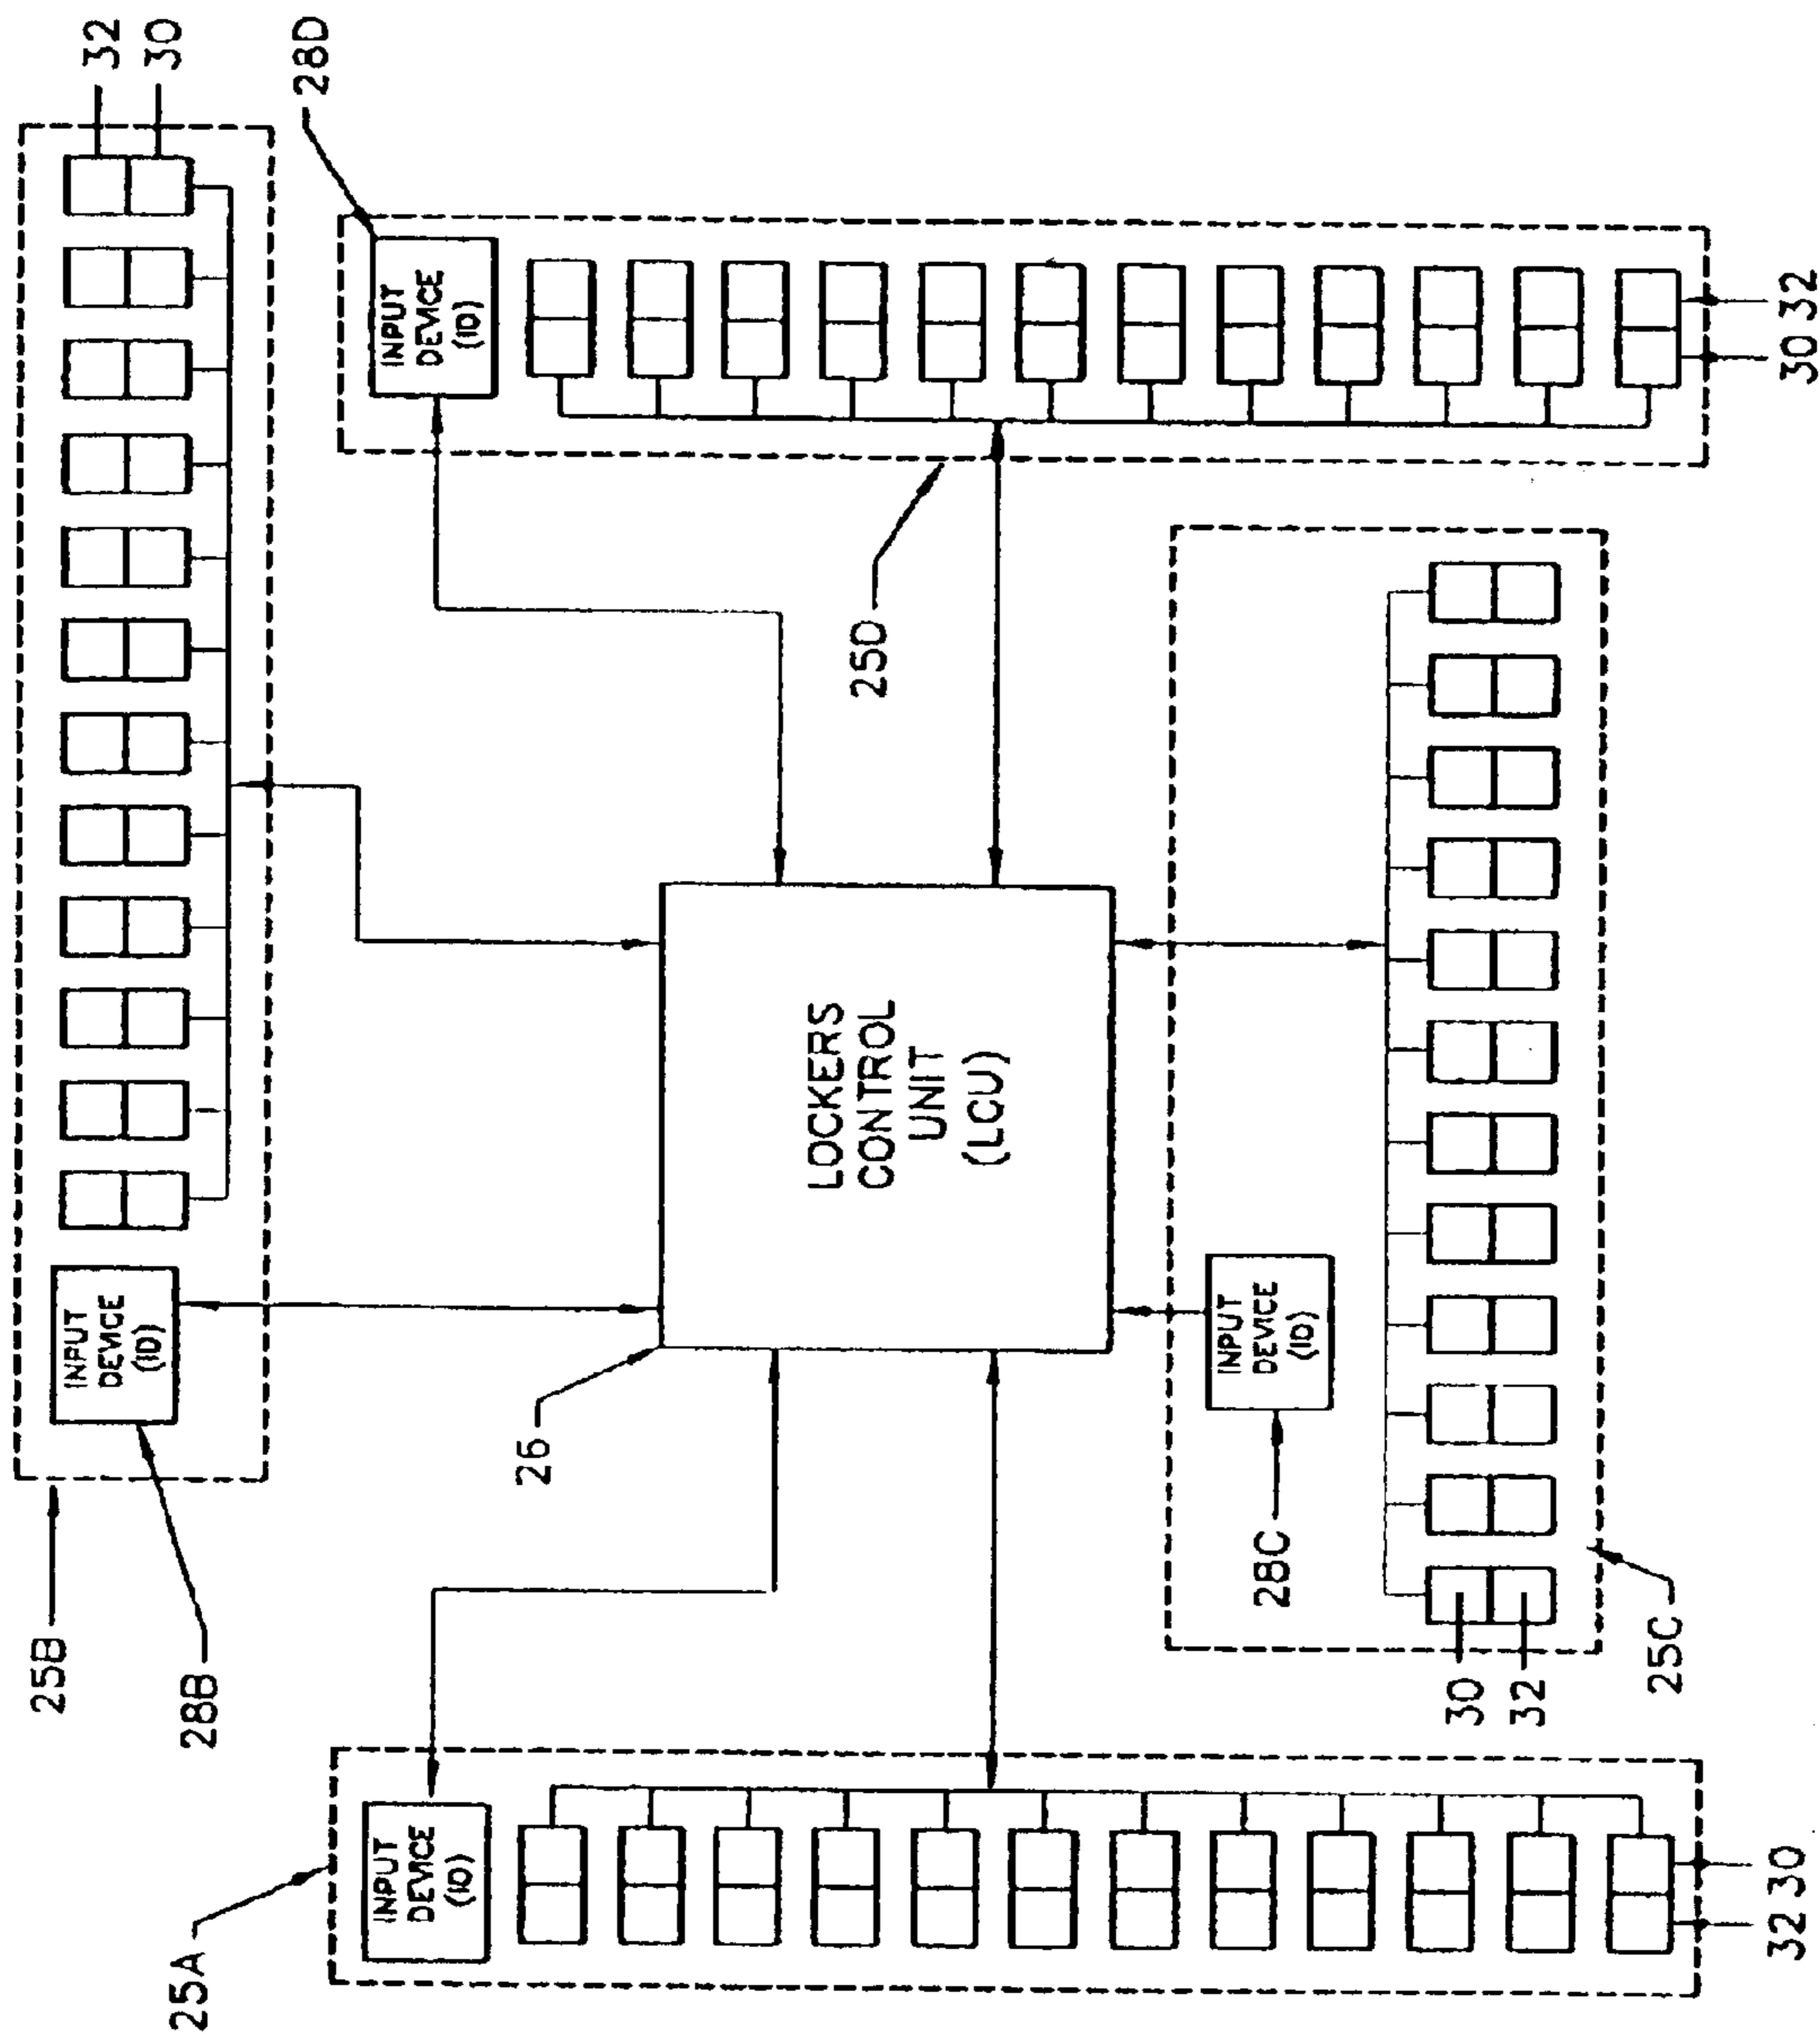 25A
INPUT
DEVICE
(ID)
32 30
25B
28B
INPUT
DEVICE
(ID)
32
30
26
LOCKERS
CONTROL
UNIT
(LCU)
28C
INPUT
DEVICE
(ID)
30
32
25C
28D
INPUT
DEVICE
(ID)
25D
30 32